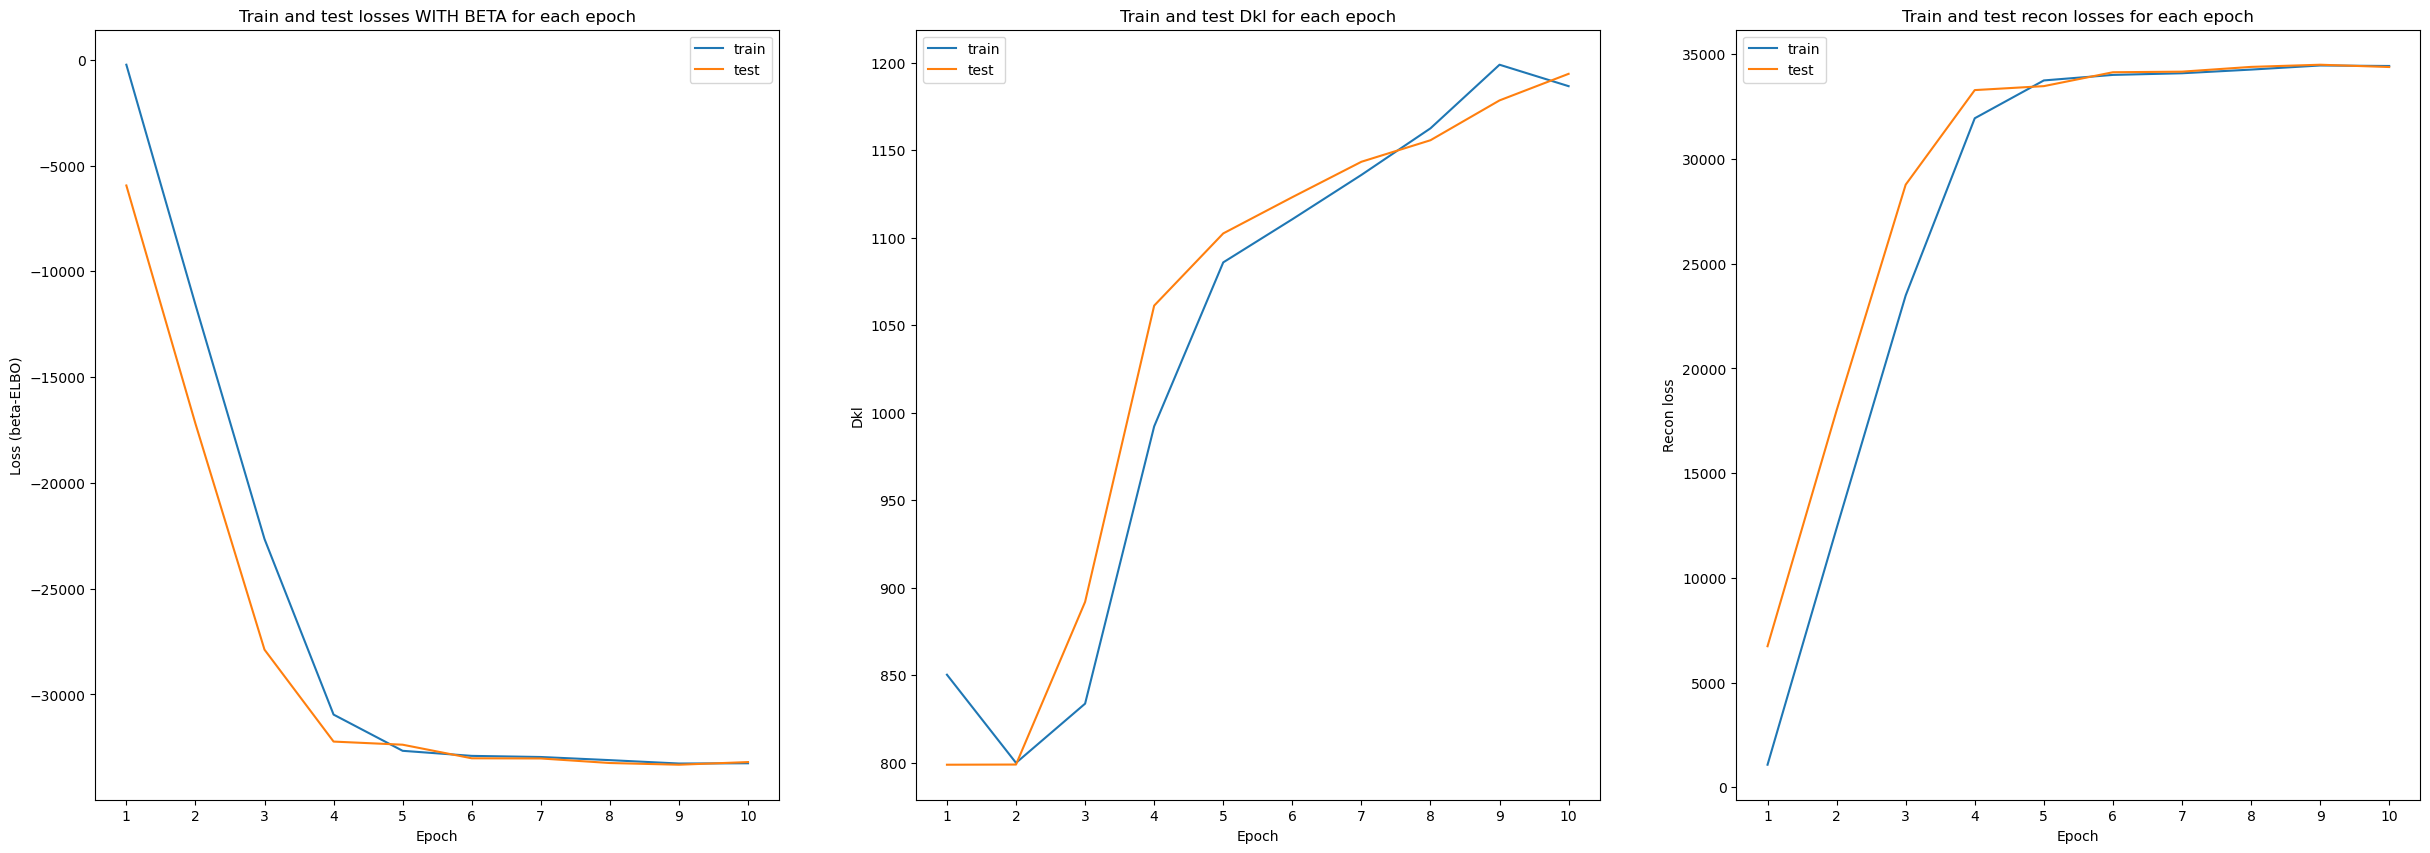 Train and test losses WITH BETA for each epoch
train
test
0
−5000
−10000
−15000
−20000
−25000
−30000
Loss (beta-ELBO)
1 2 3 4 5 6 7 8 9 10
Epoch
Train and test Dkl for each epoch
train
test
1200
1150
1100
1050
1000
950
900
850
800
Dkl
1 2 3 4 5 6 7 8 9 10
Epoch
Train and test recon losses for each epoch
train
test
35000
30000
25000
20000
15000
10000
5000
0
Recon loss
1 2 3 4 5 6 7 8 9 10
Epoch